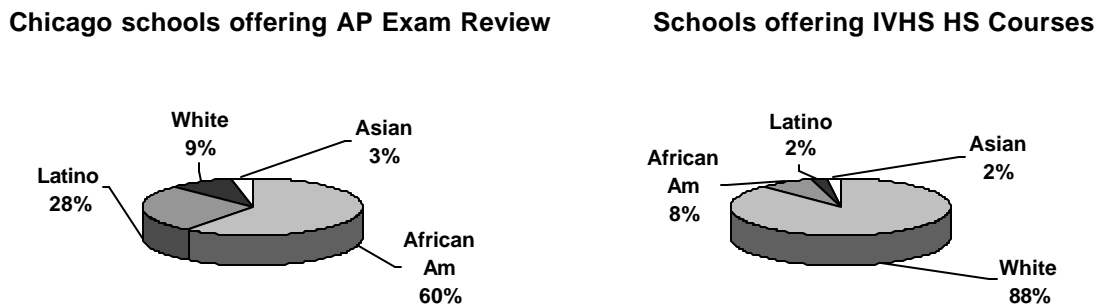 Chicago schools offering AP Exam Review
White
9%
Asian
3%
Latino
28%
African
Am
60%
Schools offering IVHS HS Courses
Latino
2%
Asian
2%
African
Am
8%
White
88%